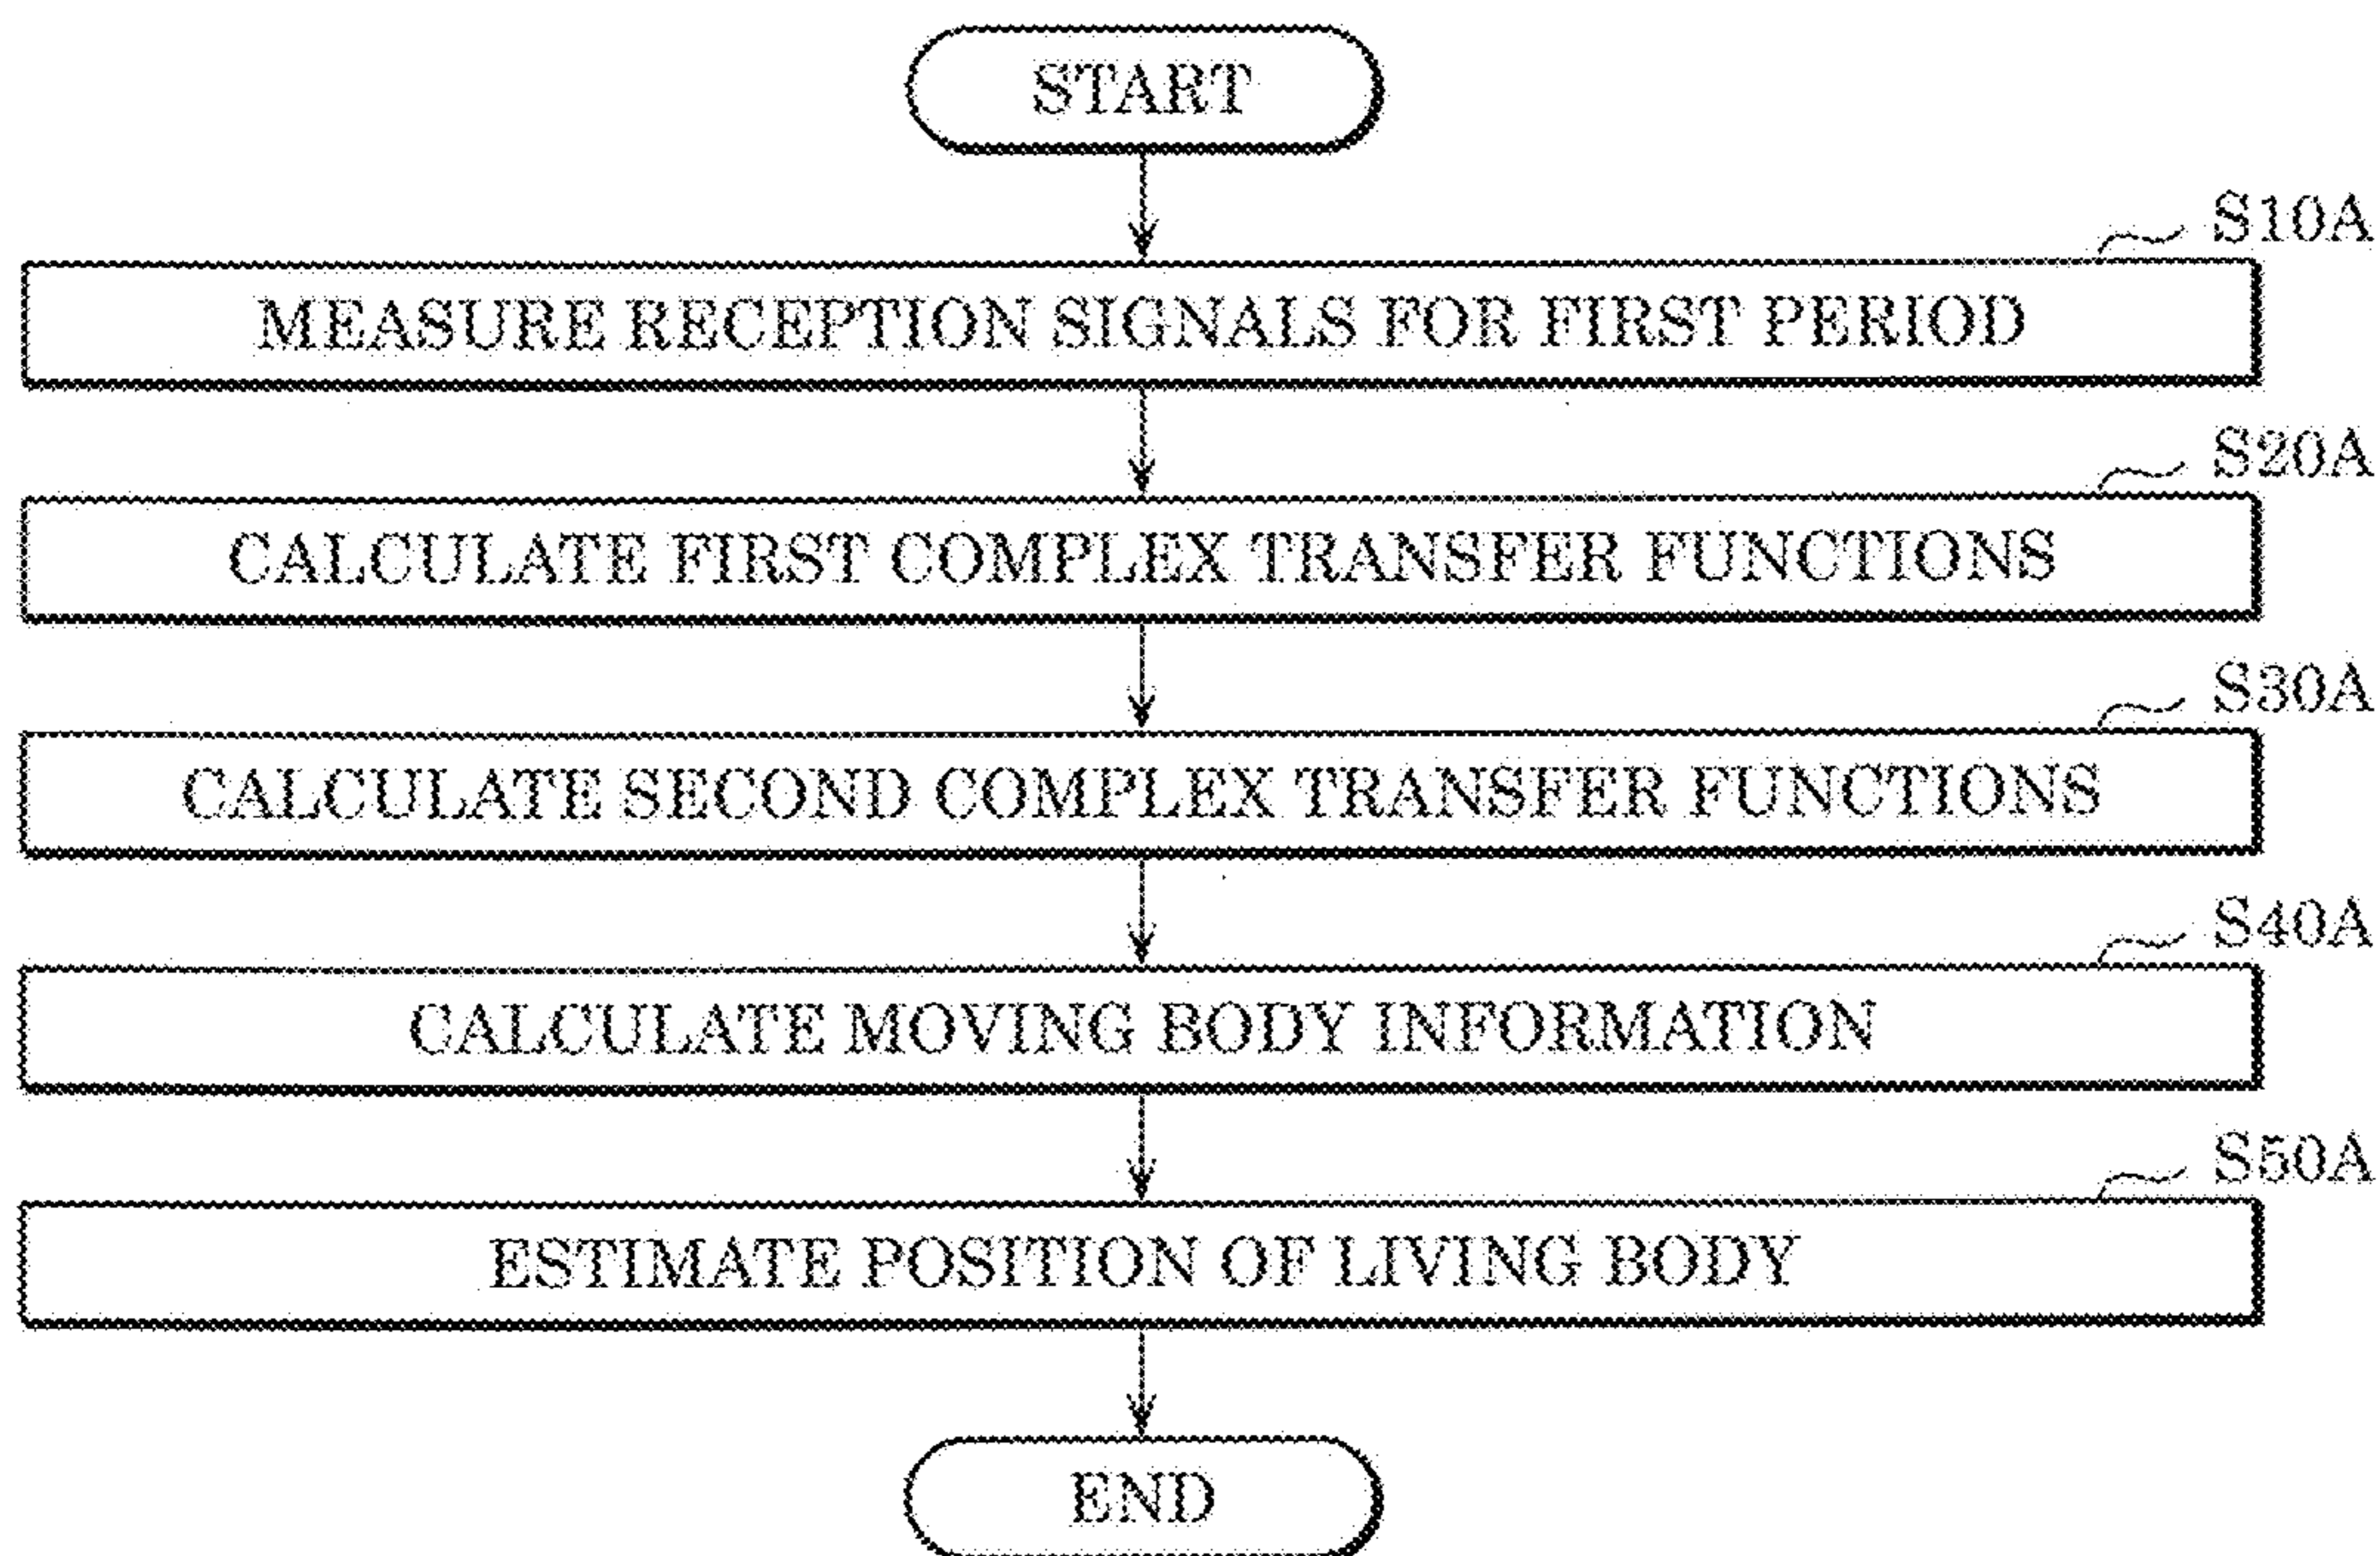 START
S10A
MEASURE RECEPTION SIGNALS FOR FIRST PERIOD
S20A
CALCULATE FIRST COMPLEX TRANSFER FUNCTIONS
S30A
CALCULATE SECOND COMPLEX TRANSFER FUNCTIONS
S40A
CALCULATE MOVING BODY INFORMATION
S50A
ESTIMATE POSITION OF LIVING BODY
END